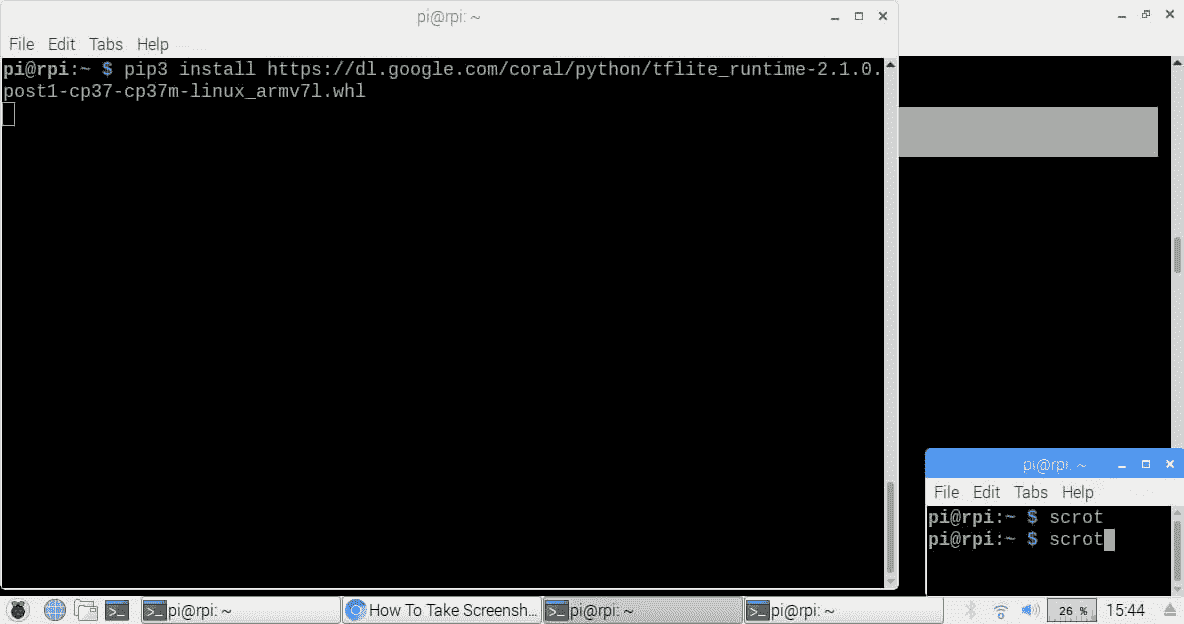 pi@rpi: ~
File Edit Tabs Help
pi@rpi:~ $ pip3 install https://dl.google.com/coral/python/tflite_runtime-2.1.0.
post1-cp37-cp37m-linux_armv7l.whl
pi@rpi: ~
File Edit Tabs Help
pi@rpi:~ $ scrot
pi@rpi:~ $ scrot
pi@rpi: ~
How To Take Screensh...
pi@rpi: ~
pi@rpi: ~
26 %
15:44